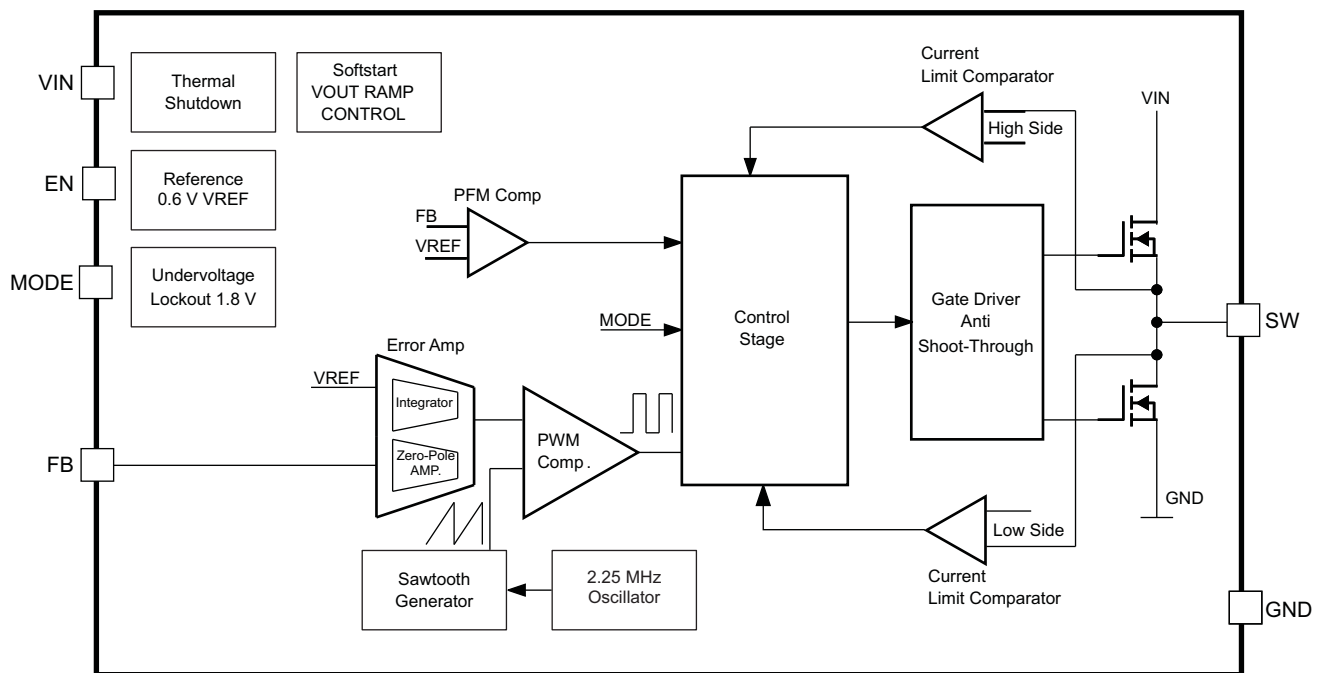 VIN
EN
MODE
FB
Thermal
Shutdown
Softstart
VOUT RAMP
CONTROL
Reference
0.6 V VREF
Undervoltage
Lockout 1.8 V
PFM Comp
FB
VREF
MODE
Error Amp
VREF
Integrator
Zero-Pole
AMP.
PWM
Comp .
Sawtooth
Generator
2.25 MHz
Oscillator
Control
Stage
Current
Limit Comparator
High Side
Gate Driver
Anti
Shoot-Through
VIN
Low Side
Current
Limit Comparator
GND
SW
GND